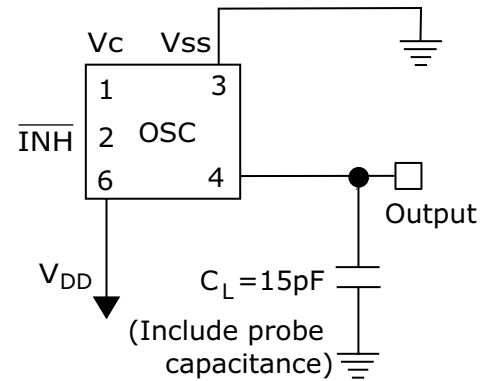 Vc Vss
1 3
INH 2 OSC
6 4
Output
VDD
CL=15pF
(Include probe
capacitance)